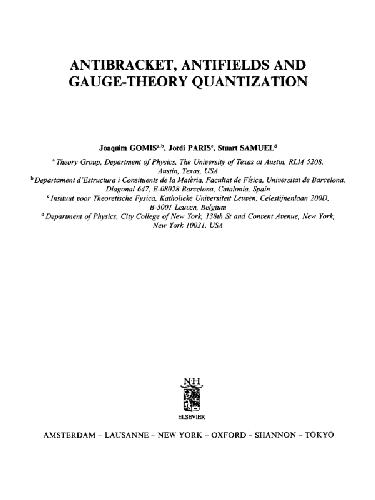 ANTIBRACKET, ANTIFIELDS AND
GAUGE-THEORY QUANTIZATION
Joaquim GOMISa,b, Jordi PARISc, Stuart SAMUELd
a Theory Group, Department of Physics, The University of Texas at Austin, RLM 5208,
Austin, Texas, USA
b Departament d'Estructura i Constituents de la Matèria, Facultat de Física, Universitat de Barcelona,
Diagonal 647, E-08028 Barcelona, Catalonia, Spain
c Instituut voor Theoretische Fysica, Katholieke Universiteit Leuven, Celestijnenlaan 200D,
B-3001 Leuven, Belgium
d Department of Physics, City College of New York, 138th St and Convent Avenue, New York,
New York 10031, USA
NH
ELSEVIER
AMSTERDAM – LAUSANNE – NEW YORK – OXFORD – SHANNON – TOKYO